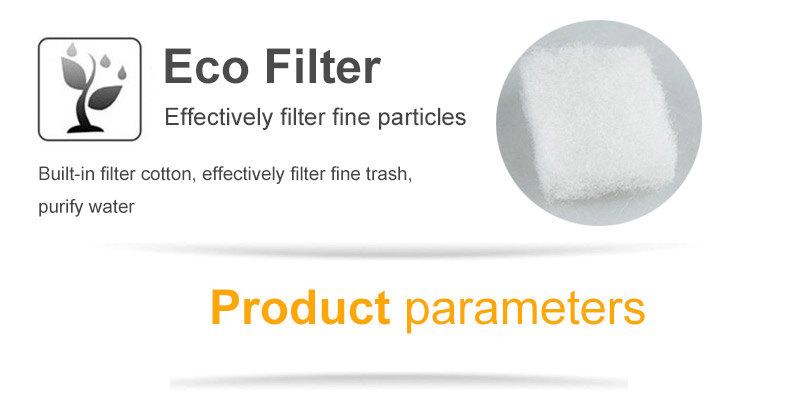 Eco Filter
Effectively filter fine particles
Built-in filter cotton, effectively filter fine trash,
purify water
Product parameters